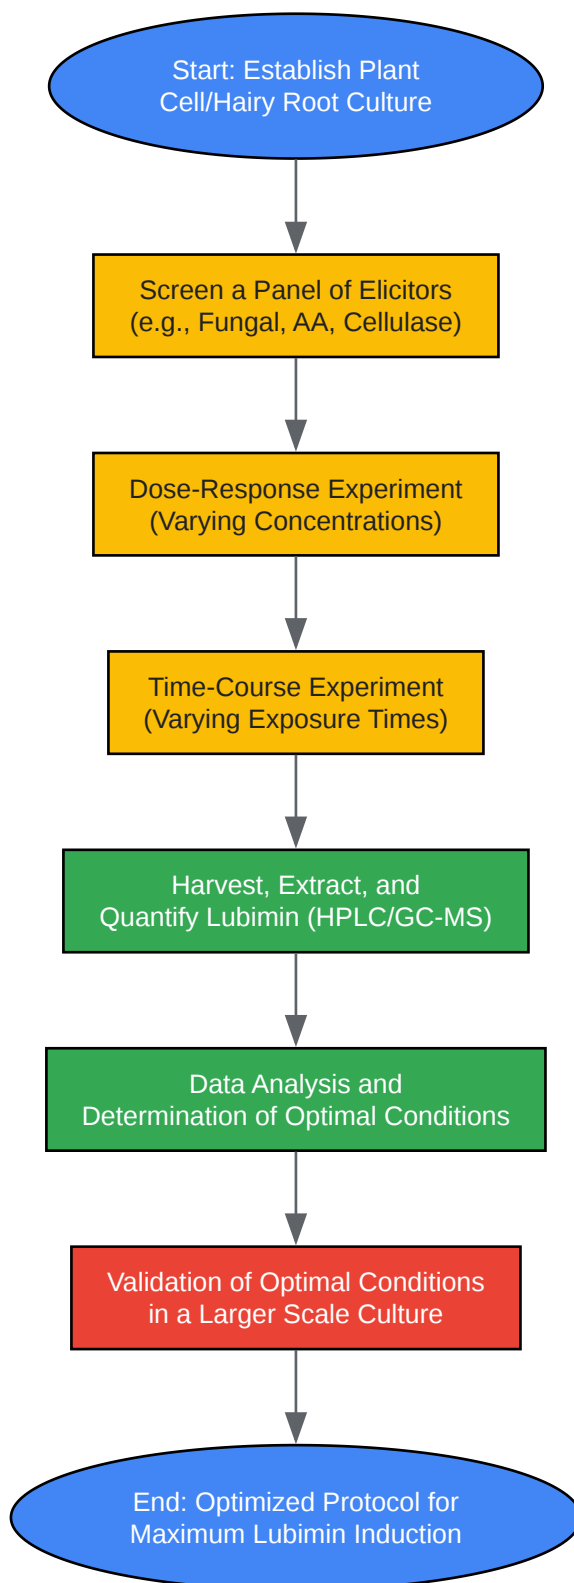 Start: Establish Plant
Cell/Hairy Root Culture
Screen a Panel of Elicitors
(e.g., Fungal, AA, Cellulase)
Dose-Response Experiment
(Varying Concentrations)
Time-Course Experiment
(Varying Exposure Times)
Harvest, Extract, and
Quantify Lubimin (HPLC/GC-MS)
Data Analysis and
Determination of Optimal Conditions
Validation of Optimal Conditions
in a Larger Scale Culture
End: Optimized Protocol for
Maximum Lubimin Induction